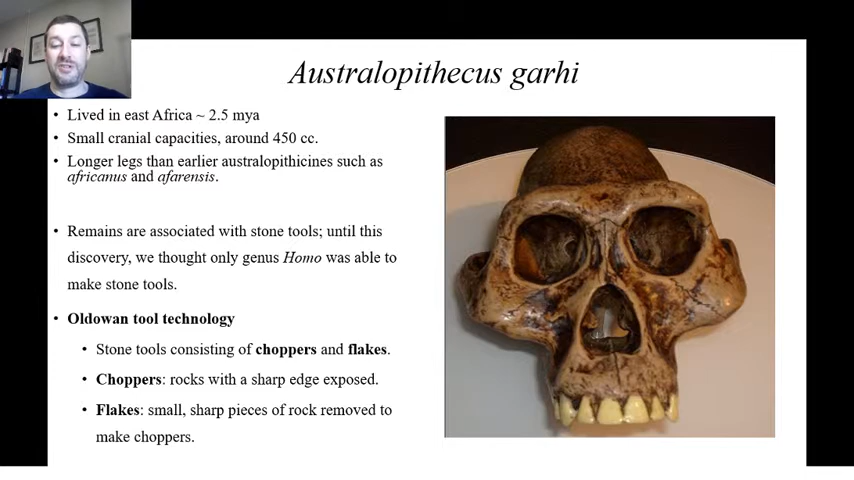 Australopithecus garhi
• Lived in east Africa ~ 2.5 mya
• Small cranial capacities, around 450 cc.
• Longer legs than earlier australopithicines such as
africanus and afarensis.
• Remains are associated with stone tools; until this
discovery, we thought only genus Homo was able to
make stone tools.
• Oldowan tool technology
• Stone tools consisting of choppers and flakes.
• Choppers: rocks with a sharp edge exposed.
• Flakes: small, sharp pieces of rock removed to
make choppers.